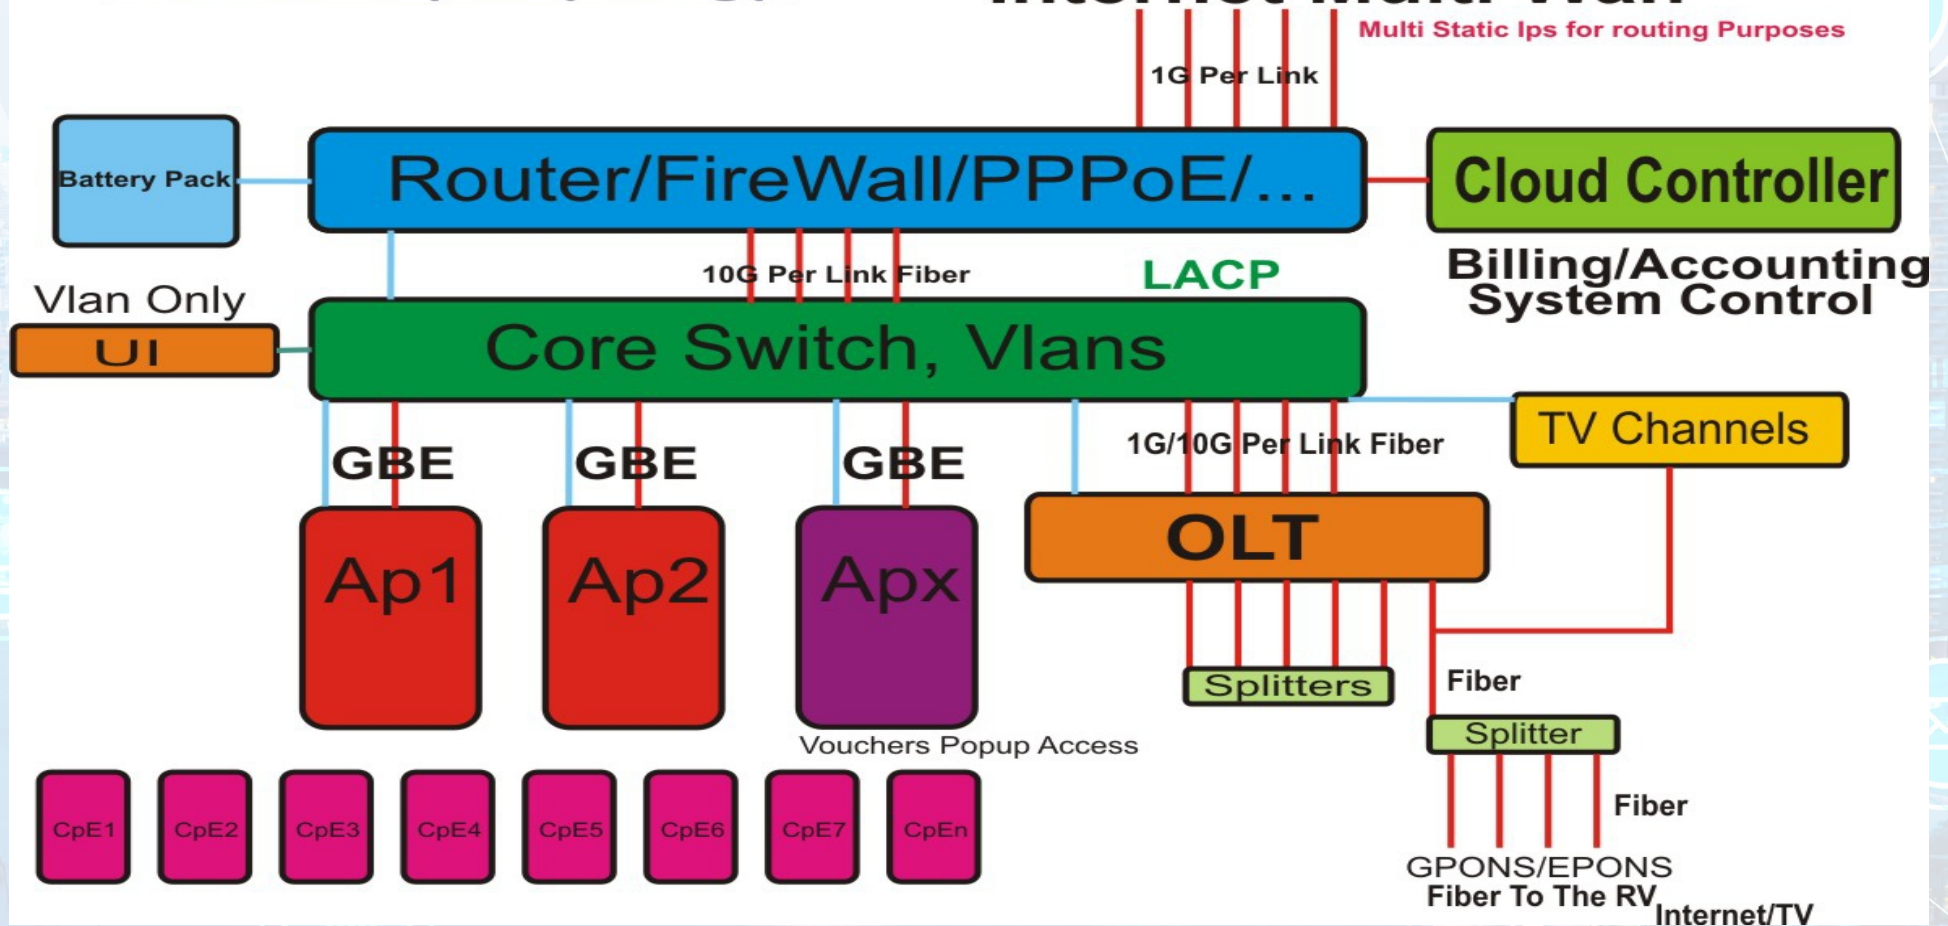 Internet Multi Wan
Multi Static Ips for routing Purposes
1G Per Link
Battery Pack
Router/FireWall/PPPoE/...
Cloud Controller
Billing/Accounting
System Control
10G Per Link Fiber
LACP
Vlan Only
UI
Core Switch, Vlans
TV Channels
GBE
GBE
GBE
1G/10G Per Link Fiber
Ap1
Ap2
Apx
OLT
Splitters
Fiber
Splitter
Vouchers Popup Access
CpE1
CpE2
CpE3
CpE4
CpE5
CpE6
CpE7
CpEn
Fiber
GPONS/EPONS
Fiber To The RV
Internet/TV